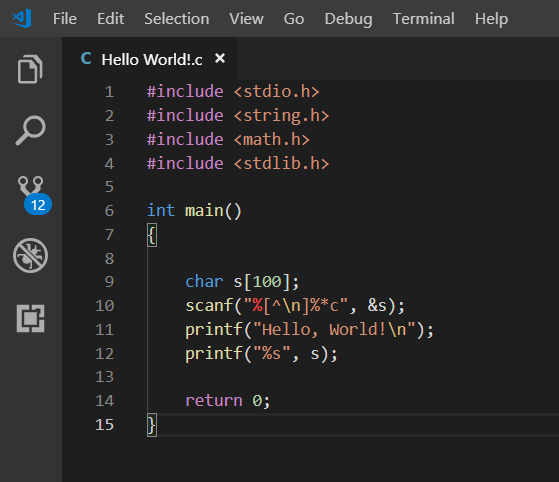 File Edit Selection View Go Debug Terminal Help
C Hello World!.c ×
1 #include <stdio.h>
2 #include <string.h>
3 #include <math.h>
4 #include <stdlib.h>
5
6 int main()
7 {
8
9 char s[100];
10 scanf("%[^\n]%*c", &s);
11 printf("Hello, World!\n");
12 printf("%s", s);
13
14 return 0;
15 }
12